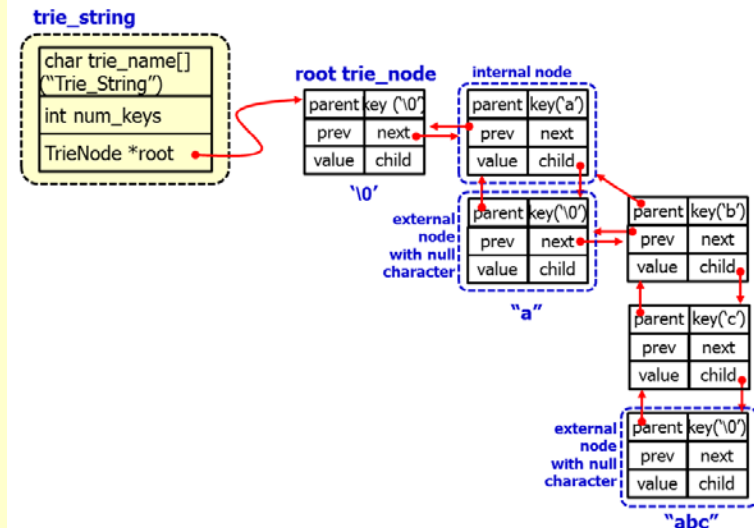 trie_string
char trie_name[]
(“Trie_String”)
int num_keys
TrieNode *root
root trie_node
parent key (‘\0’)
prev next
value child
‘\0’
internal node
parent key(‘a’)
prev next
value child
external
node
with null
character
parent key(‘\0’)
prev next
value child
“a”
parent key(‘b’)
prev next
value child
parent key(‘c’)
prev next
value child
external
node
with null
character
parent key(‘\0’)
prev next
value child
“abc”